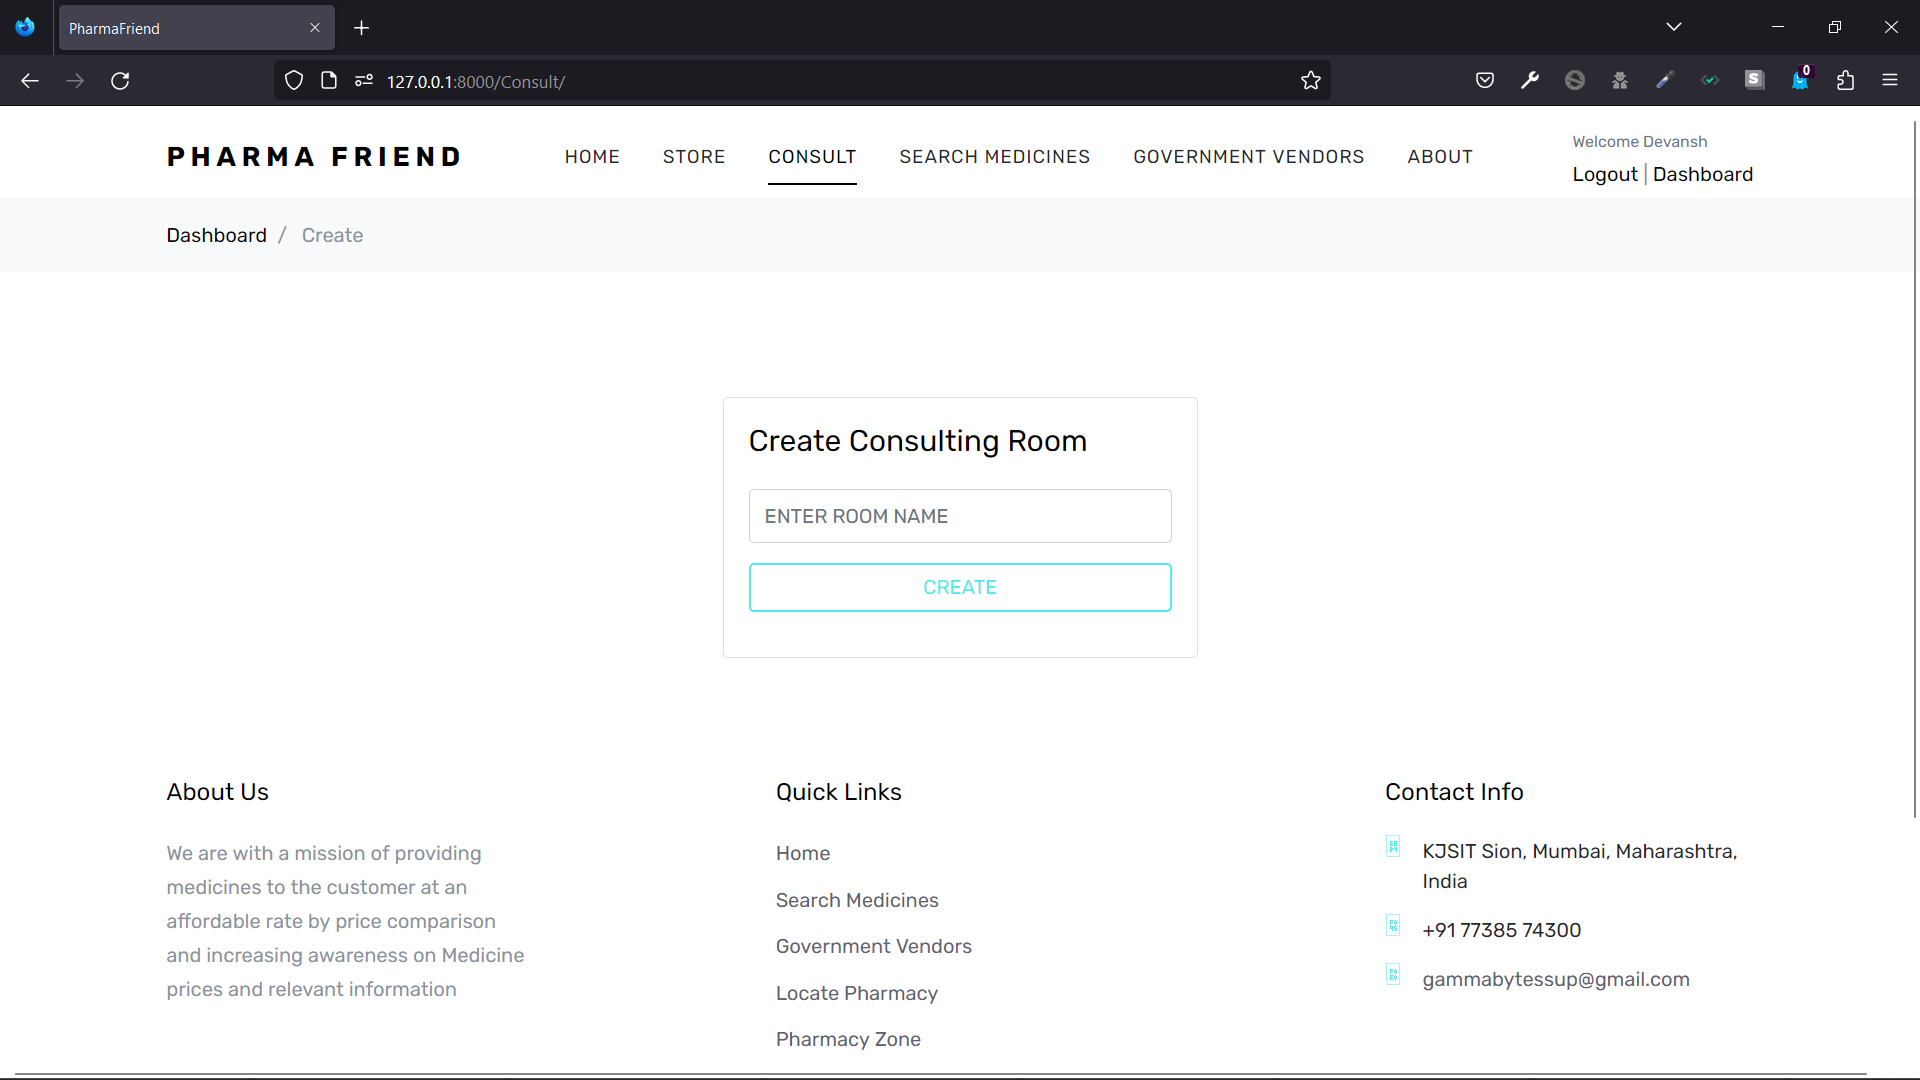 PharmaFriend
127.0.0.1:8000/Consult/
S
0
PHARMA FRIEND
HOME
STORE
CONSULT
SEARCH MEDICINES
GOVERNMENT VENDORS
ABOUT
Welcome Devansh
Logout | Dashboard
Dashboard / Create
Create Consulting Room
ENTER ROOM NAME
CREATE
About Us
We are with a mission of providing
medicines to the customer at an
affordable rate by price comparison
and increasing awareness on Medicine
prices and relevant information
Quick Links
Home
Search Medicines
Government Vendors
Locate Pharmacy
Pharmacy Zone
Contact Info
KJSIT Sion, Mumbai, Maharashtra,
India
+91 77385 74300
gammabytessup@gmail.com